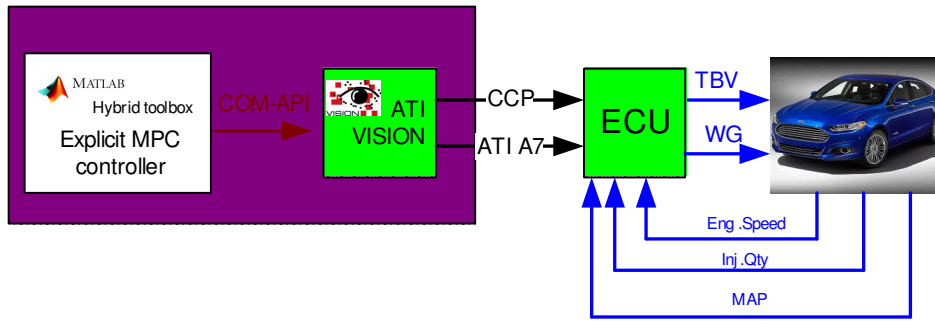 MATLAB
Hybrid toolbox
Explicit MPC
controller
COM-API
VISION
ATI
VISION
CCP
ATI A7
ECU
TBV
WG
Eng .Speed
Inj .Qty
MAP